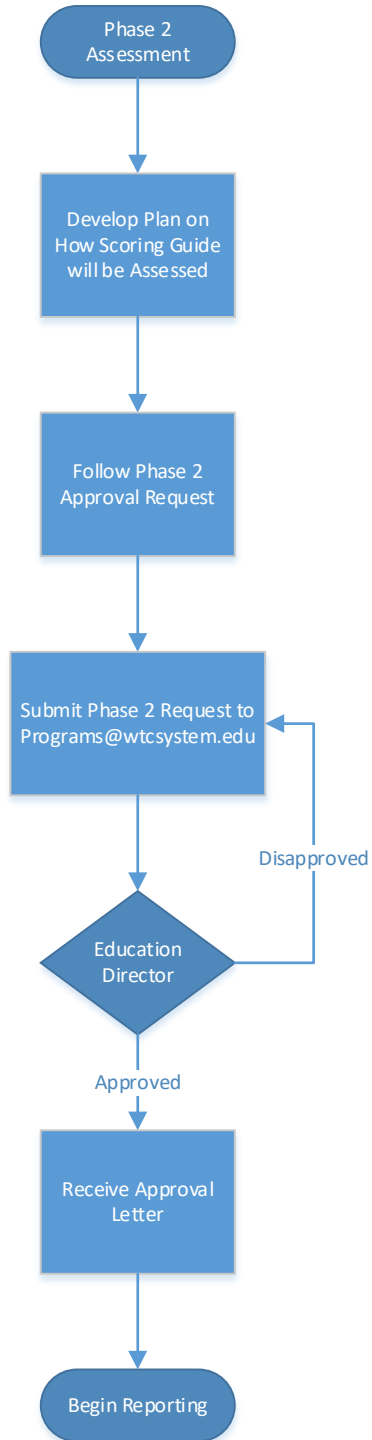 Phase 2
Assessment
Develop Plan on
How Scoring Guide
will be Assessed
Follow Phase 2
Approval Request
Submit Phase 2 Request to
Programs@wtcsystem.edu
Disapproved
Education
Director
Approved
Receive Approval
Letter
Begin Reporting